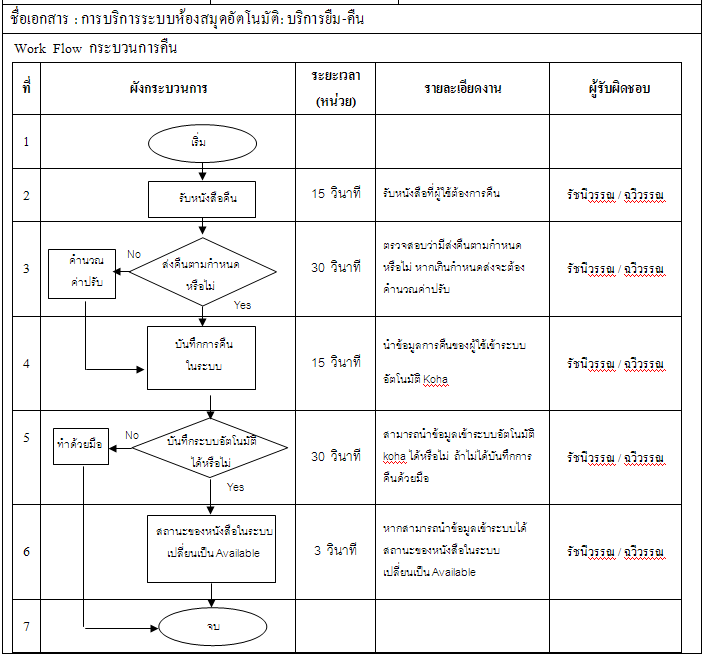 ชื่อเอกสาร : การบริการระบบห้องสมุดอัตโนมัติ: บริการยืม-คืน
Work Flow กระบวนการคืน
ที่ ผังกระบวนการ ระยะเวลา (หน่วย) รายละเอียดงาน ผู้รับผิดชอบ
1 เริ่ม
2 รับหนังสือคืน 15 วินาที รับหนังสือที่ผู้ใช้ต้องการคืน รัชนีวรรณ / ฉวีวรรณ
3
คำนวณ
ค่าปรับ
No
ส่งคืนตามกำหนด
หรือไม่
Yes
30 วินาที
ตรวจสอบว่ามีส่งคืนตามกำหนด
หรือไม่ หากเกินกำหนดส่งจะต้อง
คำนวณค่าปรับ
รัชนีวรรณ / ฉวีวรรณ
4
บันทึกการคืน
ในระบบ
15 วินาที
นำข้อมูลการคืนของผู้ใช้เข้าระบบ
อัตโนมัติ Koha
รัชนีวรรณ / ฉวีวรรณ
5
ทำด้วยมือ
No
บันทึกระบบอัตโนมัติ
ได้หรือไม่
Yes
30 วินาที
สามารถนำข้อมูลเข้าระบบอัตโนมัติ
koha ได้หรือไม่ ถ้าไม่ได้บันทึกการ
คืนด้วยมือ
รัชนีวรรณ / ฉวีวรรณ
6
สถานะของหนังสือในระบบ
เปลี่ยนเป็น Available
3 วินาที
หากสามารถนำข้อมูลเข้าระบบได้
สถานะของหนังสือในระบบ
เปลี่ยนเป็น Available
รัชนีวรรณ / ฉวีวรรณ
7 จบ